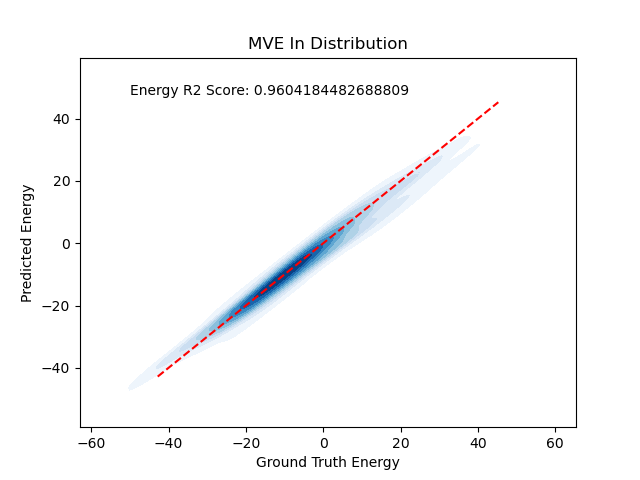 MVE In Distribution
Energy R2 Score: 0.9604184482688809
Predicted Energy
40
20
0
−20
−40
−60 −40 −20 0 20 40 60
Ground Truth Energy